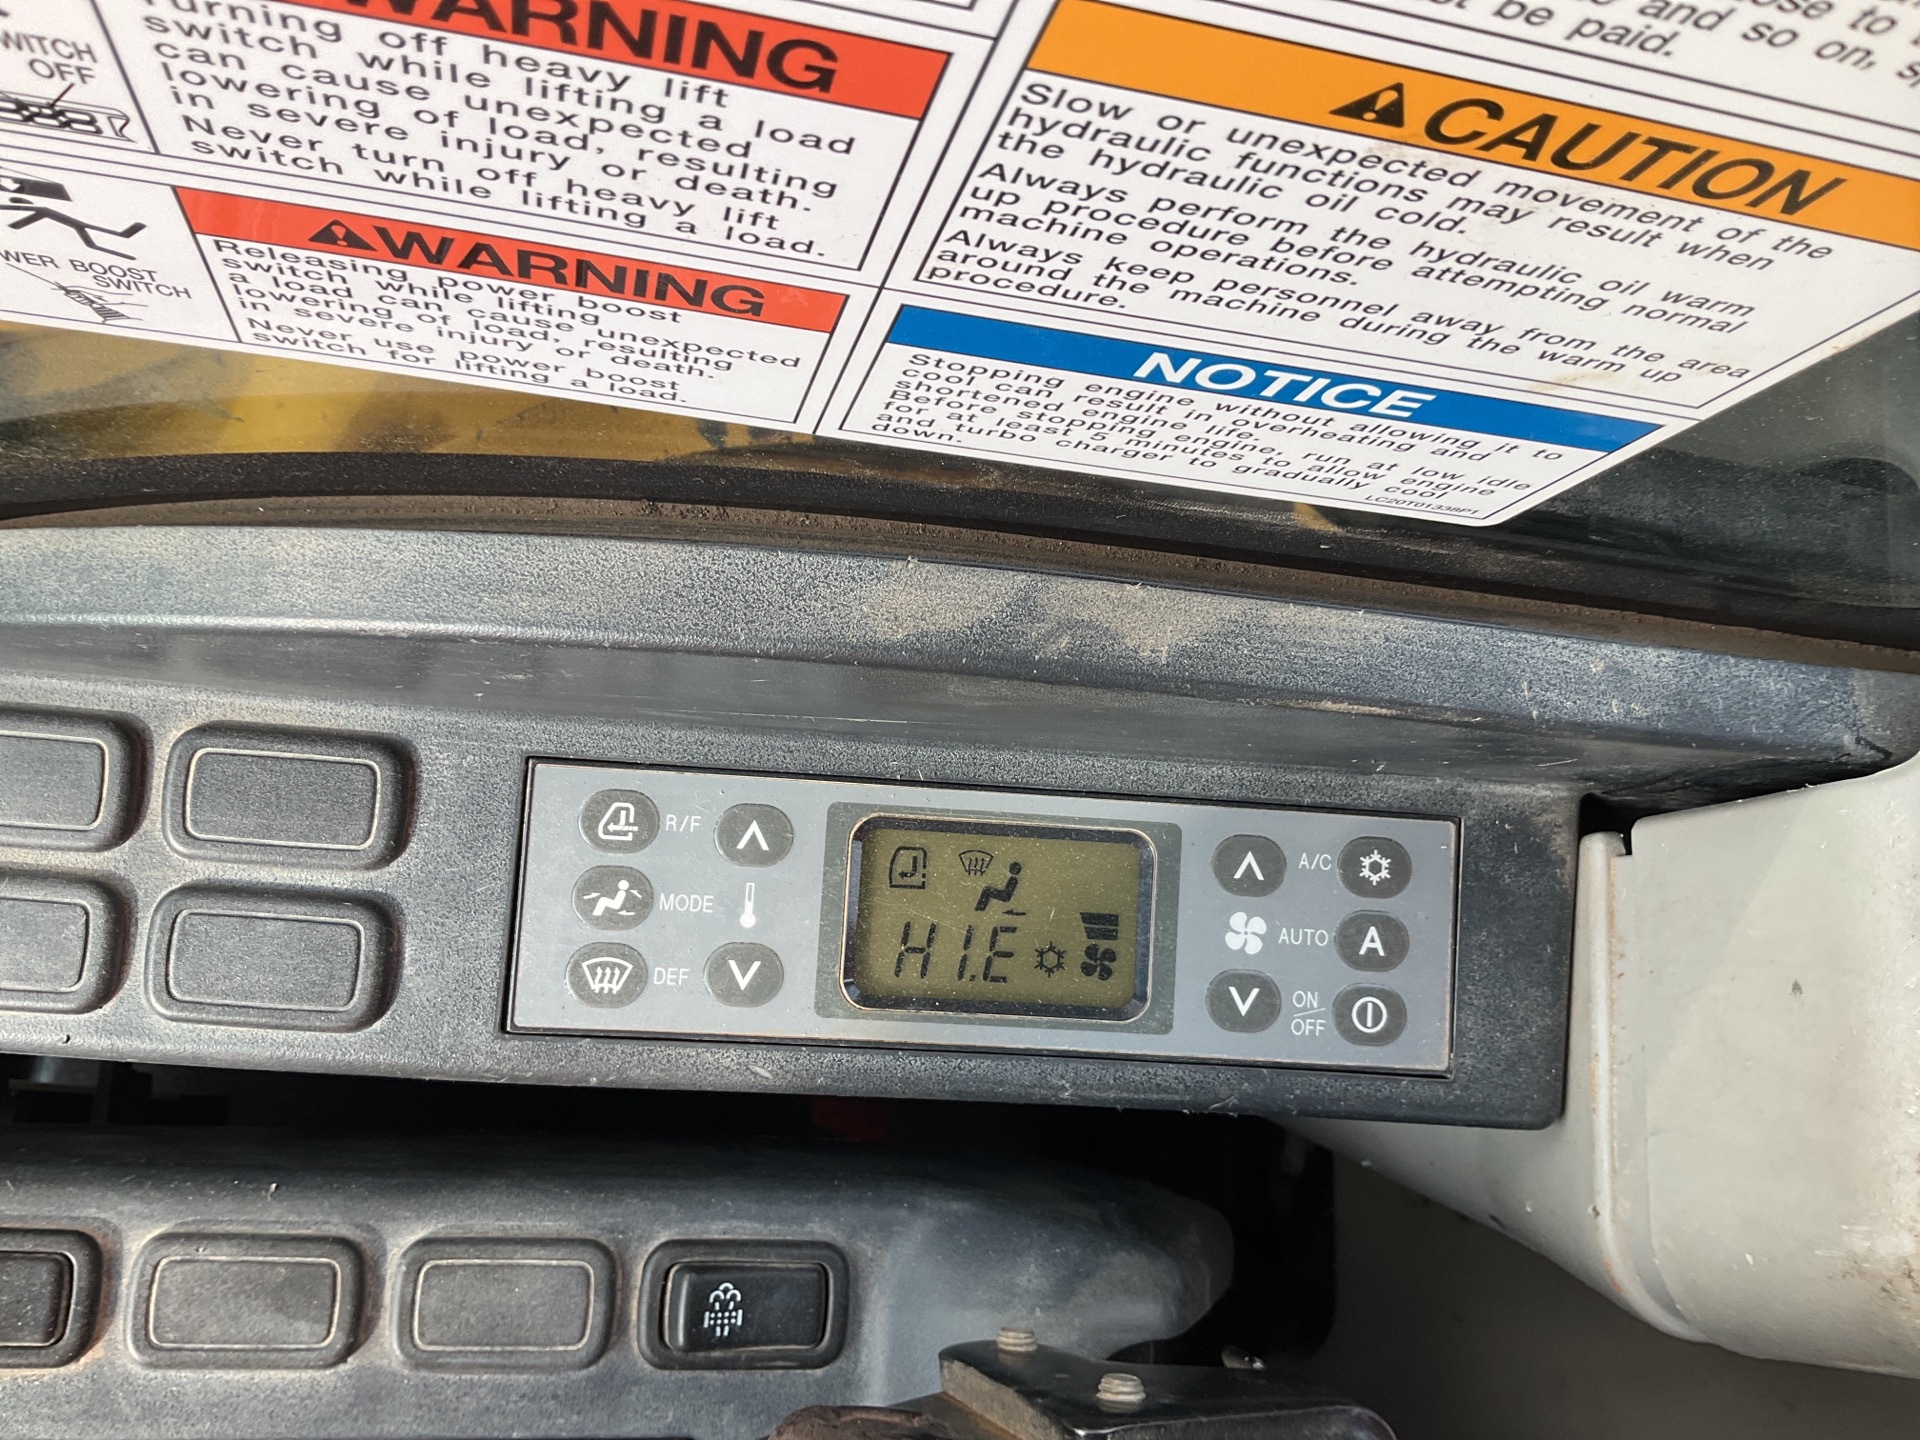 WARNING
Turning off heavy lift
switch while lifting a load
can cause unexpected
lowering of load, resulting
in severe injury or death.
Never turn off heavy lift
switch while lifting a load.
OFF
WARNING
Releasing power boost
switch while lifting
a load can cause unexpected
lowering of load, resulting
in severe injury or death.
Never use power boost
switch for lifting a load.
BOOST
SWITCH
be paid.
and so on,
to
CAUTION
Slow or unexpected movement of the
hydraulic functions may result when
the hydraulic oil cold.
Always perform the hydraulic oil warm
up procedure before attempting normal
machine operations.
Always keep personnel away from the area
around the machine during the warm up
procedure.
NOTICE
Stopping engine without allowing it to
cool can result in overheating and
shortened engine life.
Before stopping engine, run at low idle
for at least 5 minutes to allow engine
and turbo charger to gradually cool
down.
LC20T01338P1
R/F
MODE
DEF
HI.E
A/C
AUTO A
ON
OFF